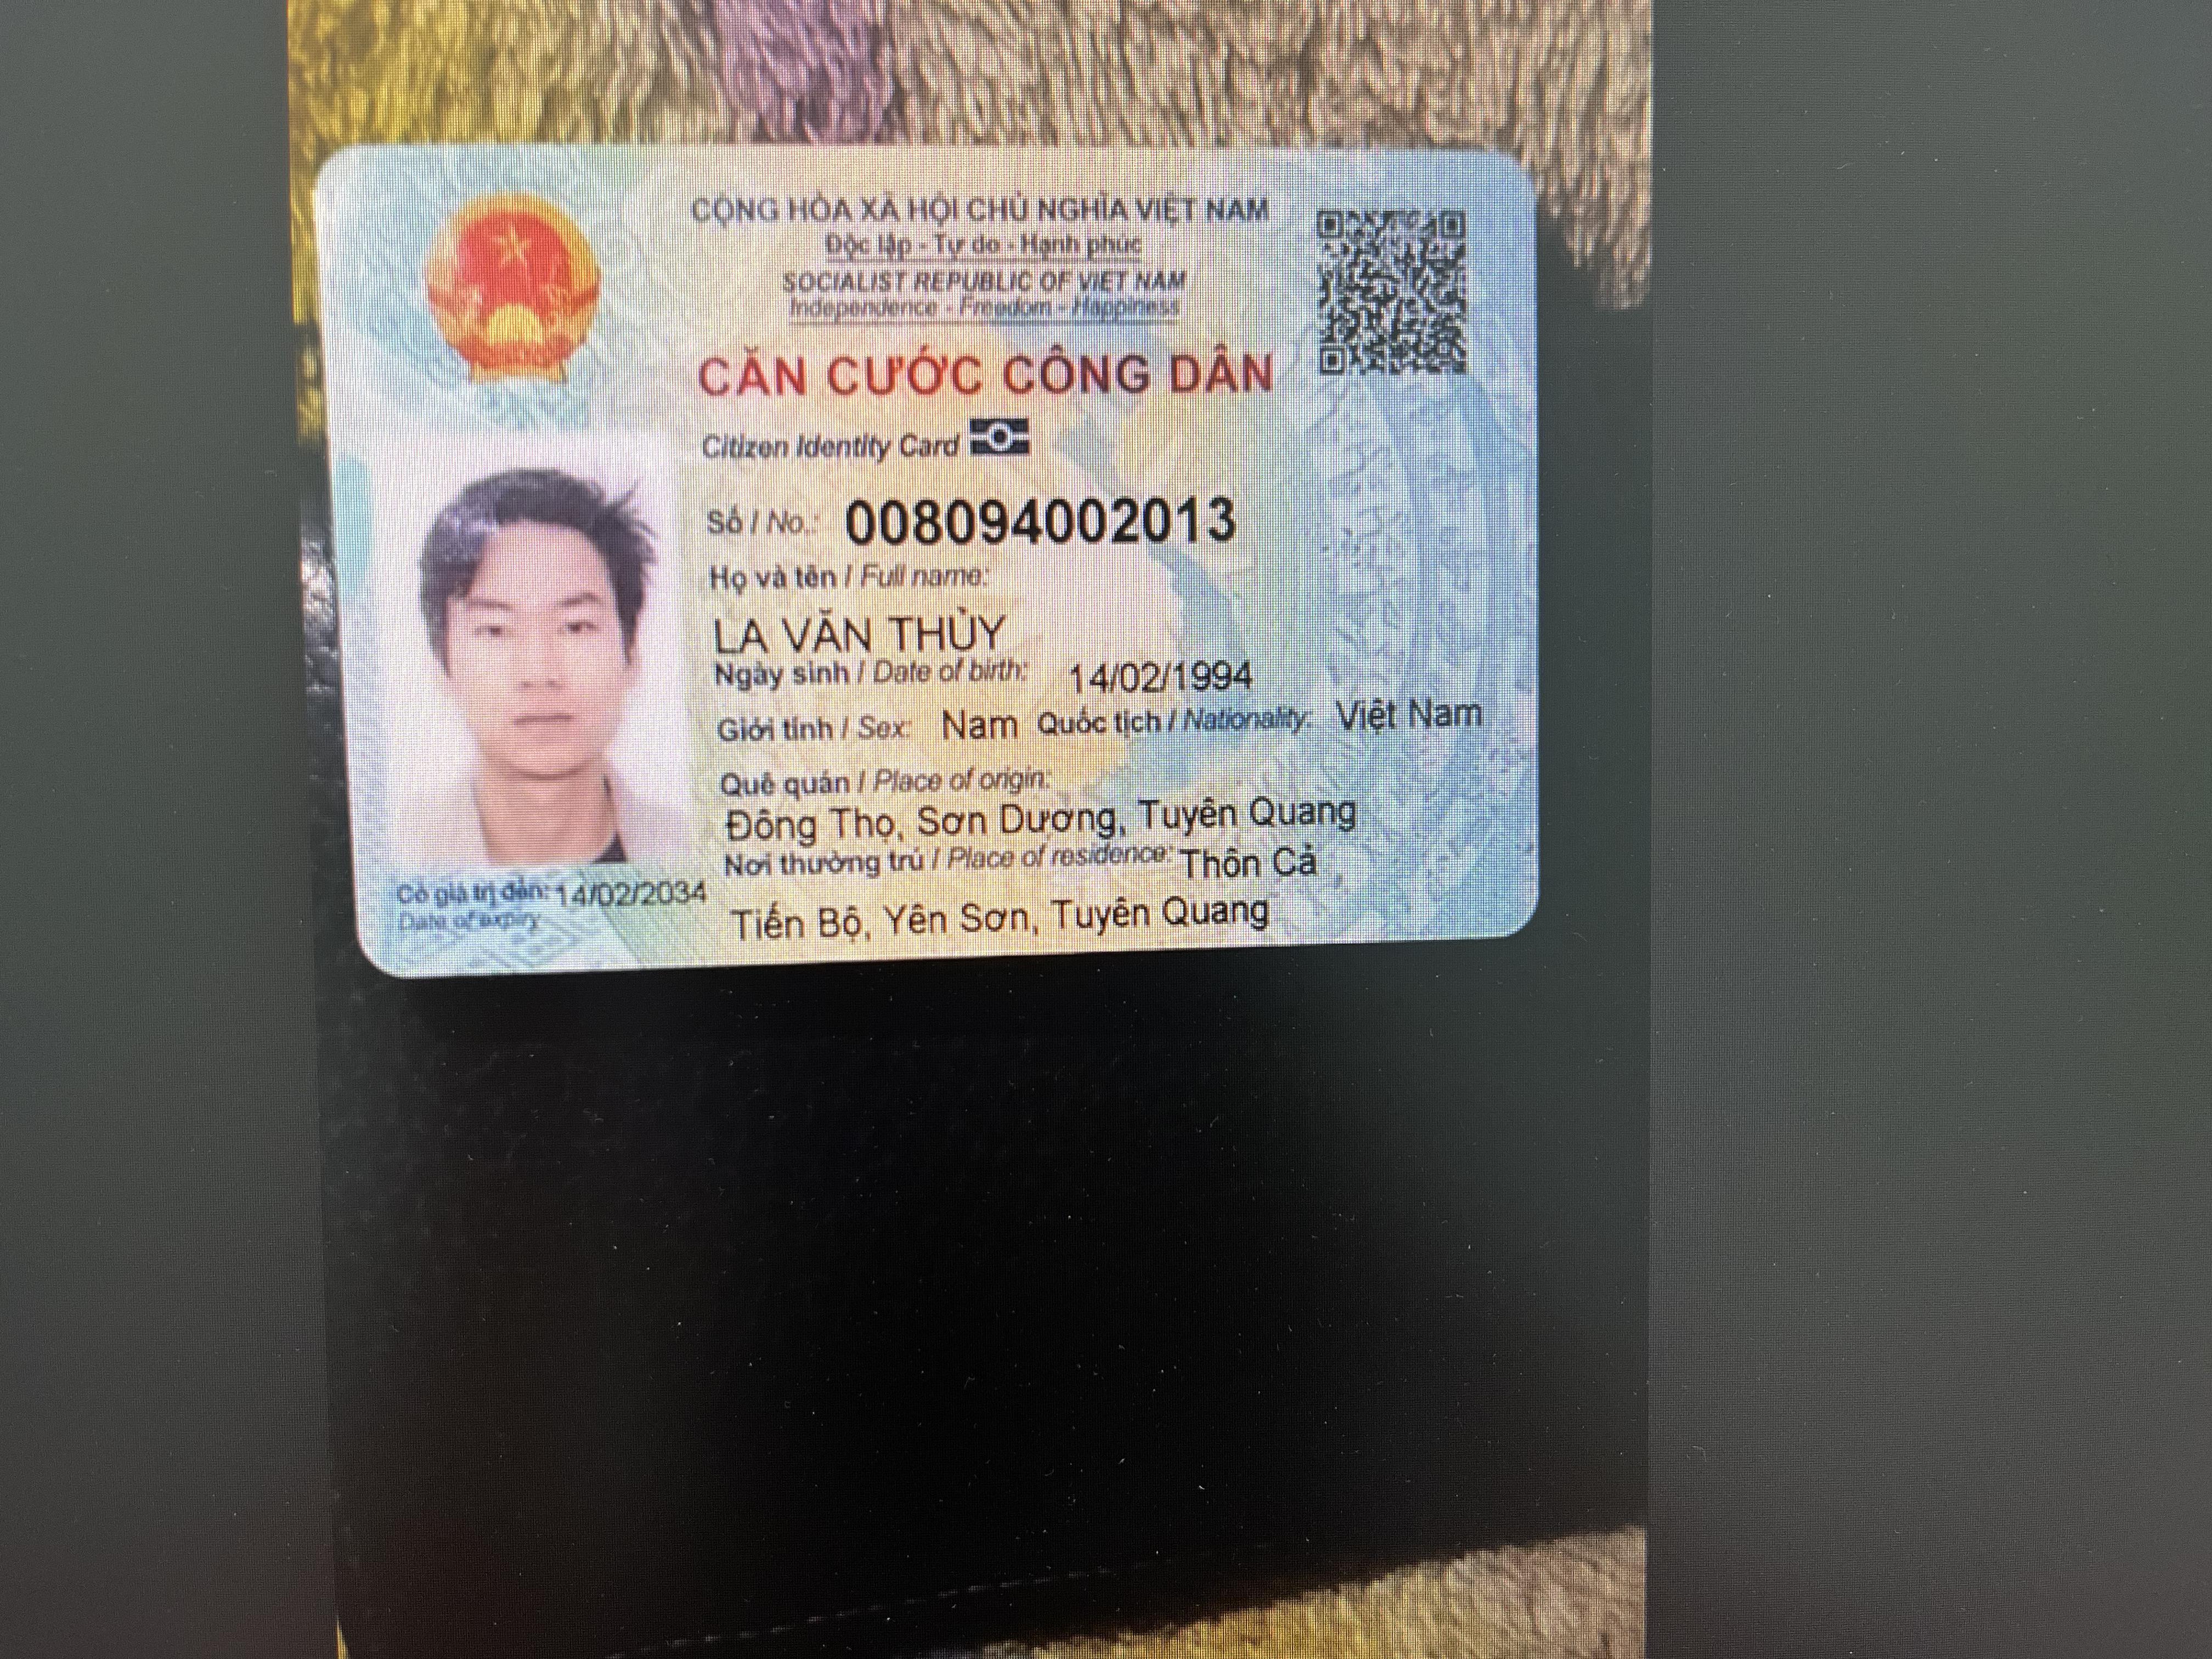 CỘNG HÒA XÃ HỘI CHỦ NGHĨA VIỆT NAM
Độc lập - Tự do - Hạnh phúc
SOCIALIST REPUBLIC OF VIET NAM
Independence - Freedom - Happiness
CĂN CƯỚC CÔNG DÂN
Citizen Identity Card
Số / No.: 008094002013
Họ và tên / Full name:
LA VĂN THỦY
Ngày sinh / Date of birth: 14/02/1994
Giới tính / Sex: Nam Quốc tịch / Nationality: Việt Nam
Quê quán / Place of origin:
Đông Thọ, Sơn Dương, Tuyên Quang
Nơi thường trú / Place of residence: Thôn Cả
Tiến Bộ, Yên Sơn, Tuyên Quang
Có giá trị đến: 14/02/2034
Date of expiry